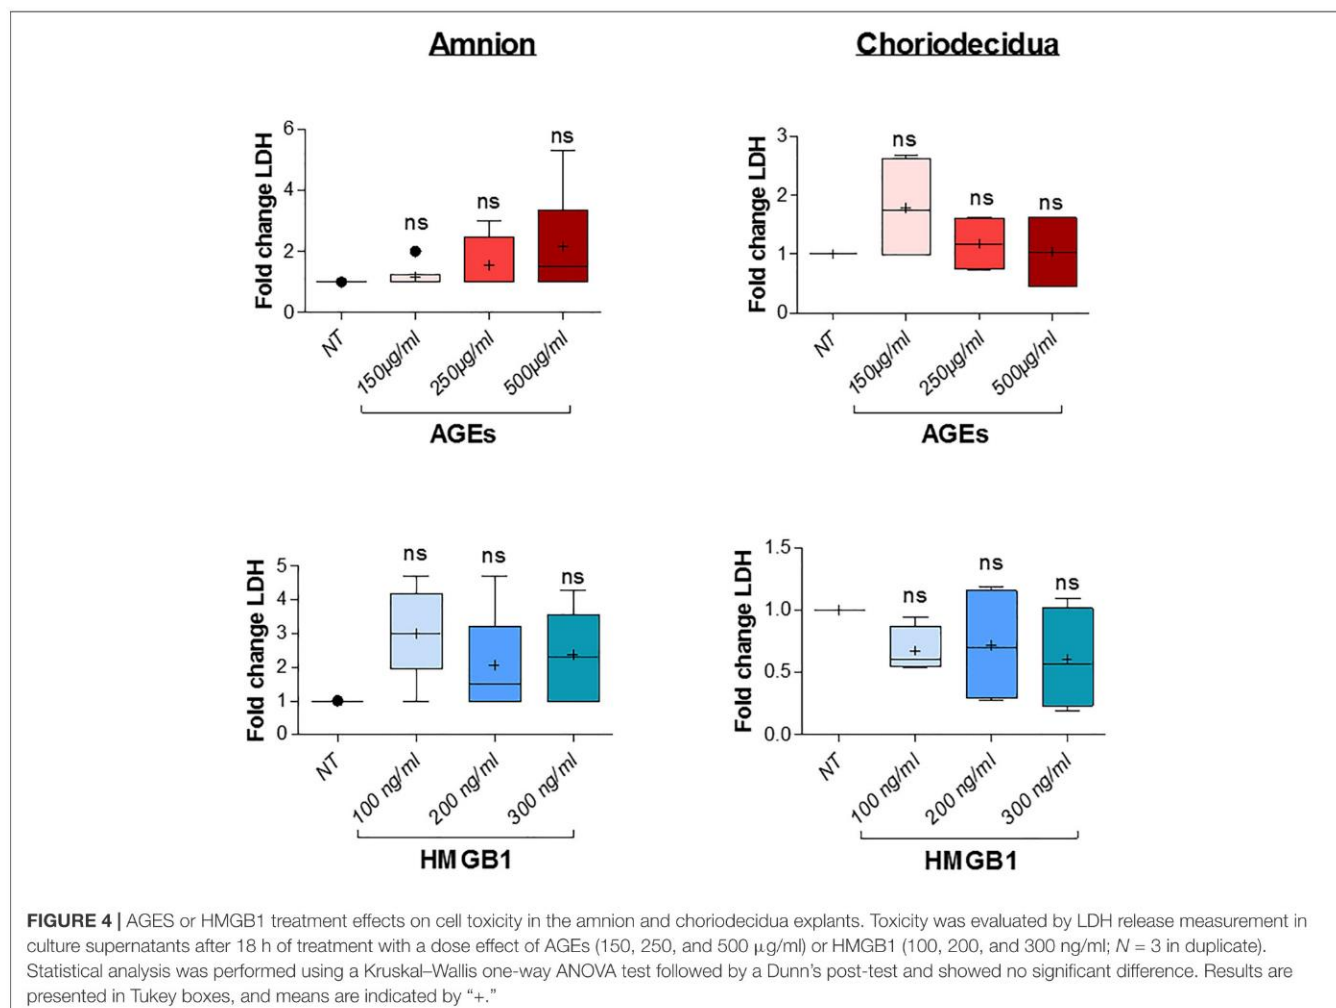 Amnion
Choriodecidua
Fold change LDH
6
4
2
0
ns
ns
ns
NT
150µg/ml
250µg/ml
500µg/ml
AGEs
Fold change LDH
3
2
1
0
ns
ns
ns
NT
150µg/ml
250µg/ml
500µg/ml
AGEs
Fold change LDH
5
4
3
2
1
0
ns
ns
ns
NT
100 ng/ml
200 ng/ml
300 ng/ml
HMGB1
Fold change LDH
1.5
1.0
0.5
0.0
ns
ns
ns
NT
100 ng/ml
200 ng/ml
300 ng/ml
HMGB1
FIGURE 4 | AGES or HMGB1 treatment effects on cell toxicity in the amnion and choriodecidua explants. Toxicity was evaluated by LDH release measurement in
culture supernatants after 18 h of treatment with a dose effect of AGEs (150, 250, and 500 µg/ml) or HMGB1 (100, 200, and 300 ng/ml; N = 3 in duplicate).
Statistical analysis was performed using a Kruskal–Wallis one-way ANOVA test followed by a Dunn's post-test and showed no significant difference. Results are
presented in Tukey boxes, and means are indicated by “+.”